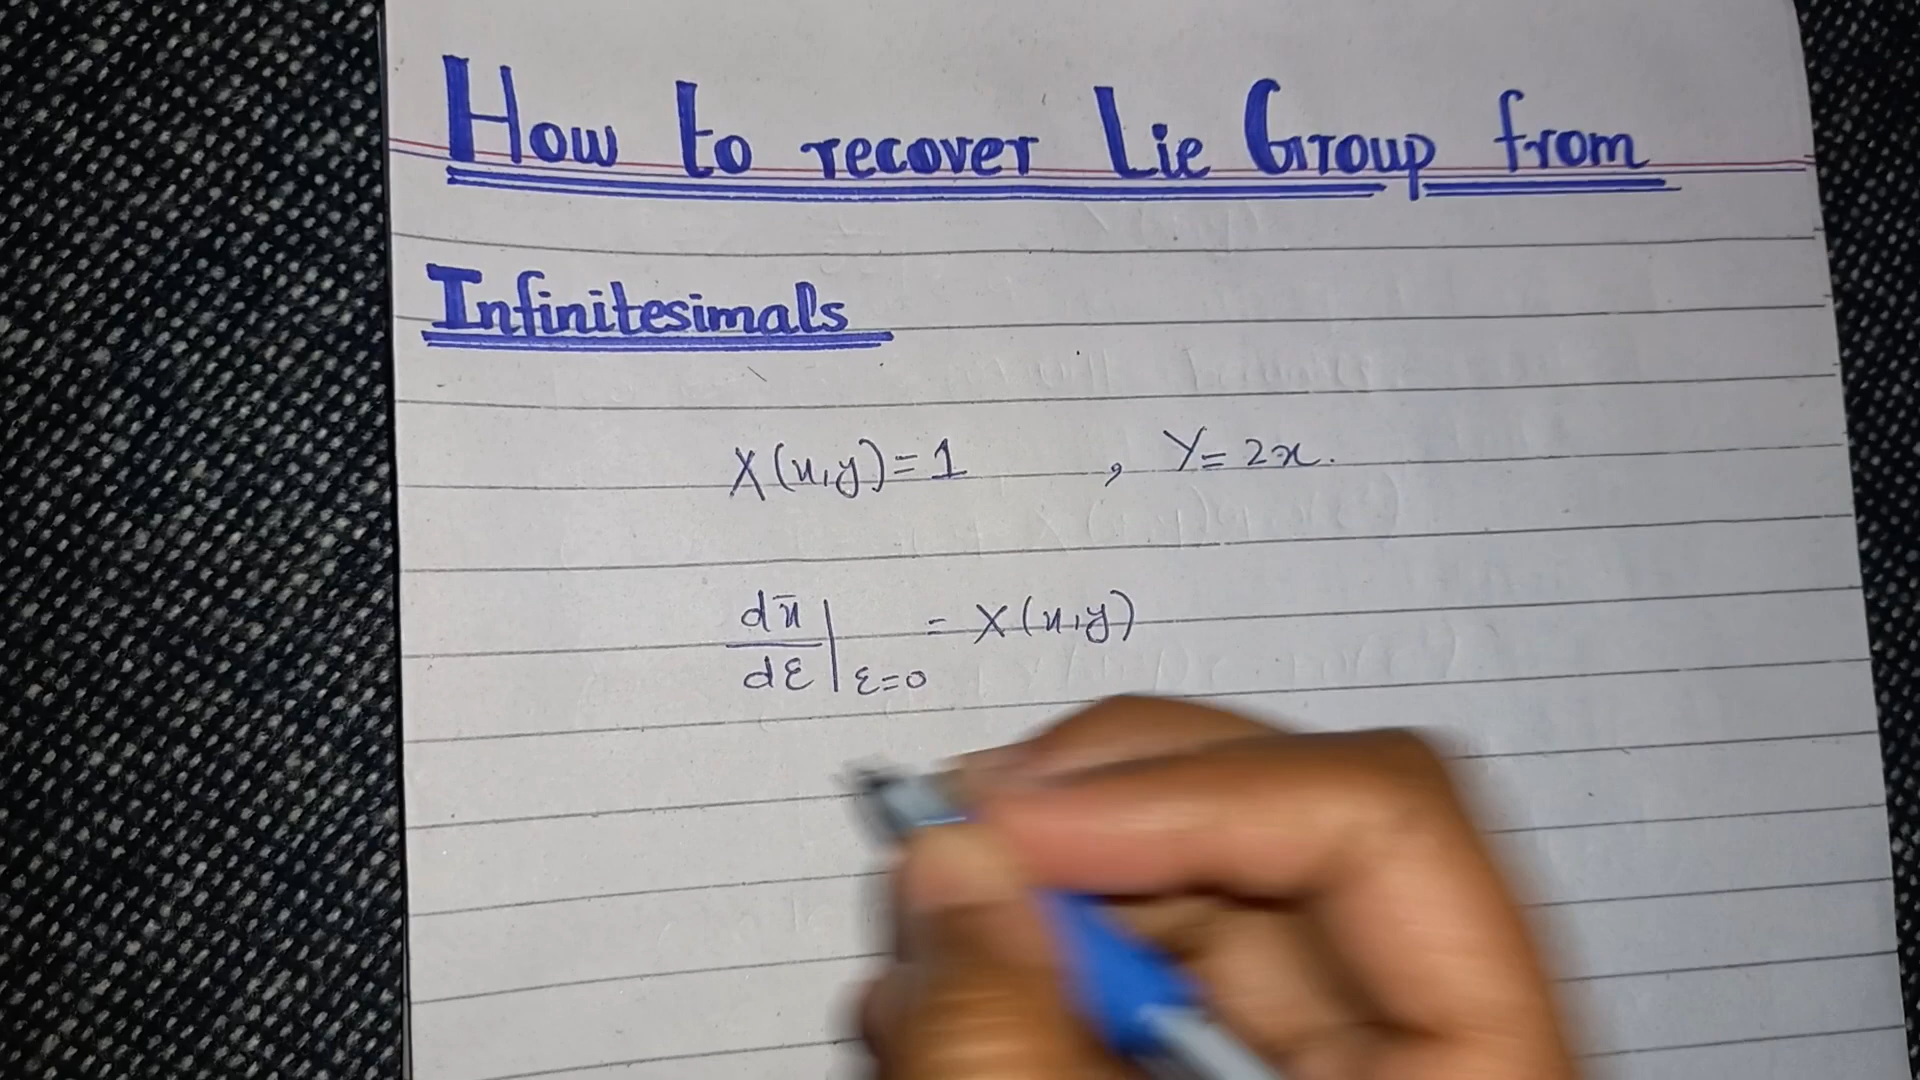 How to recover Lie Group from
Infinitesimals
X(x,y)=1 , Y=2x.
dx̄/dε|ε=0 = X(x,y)